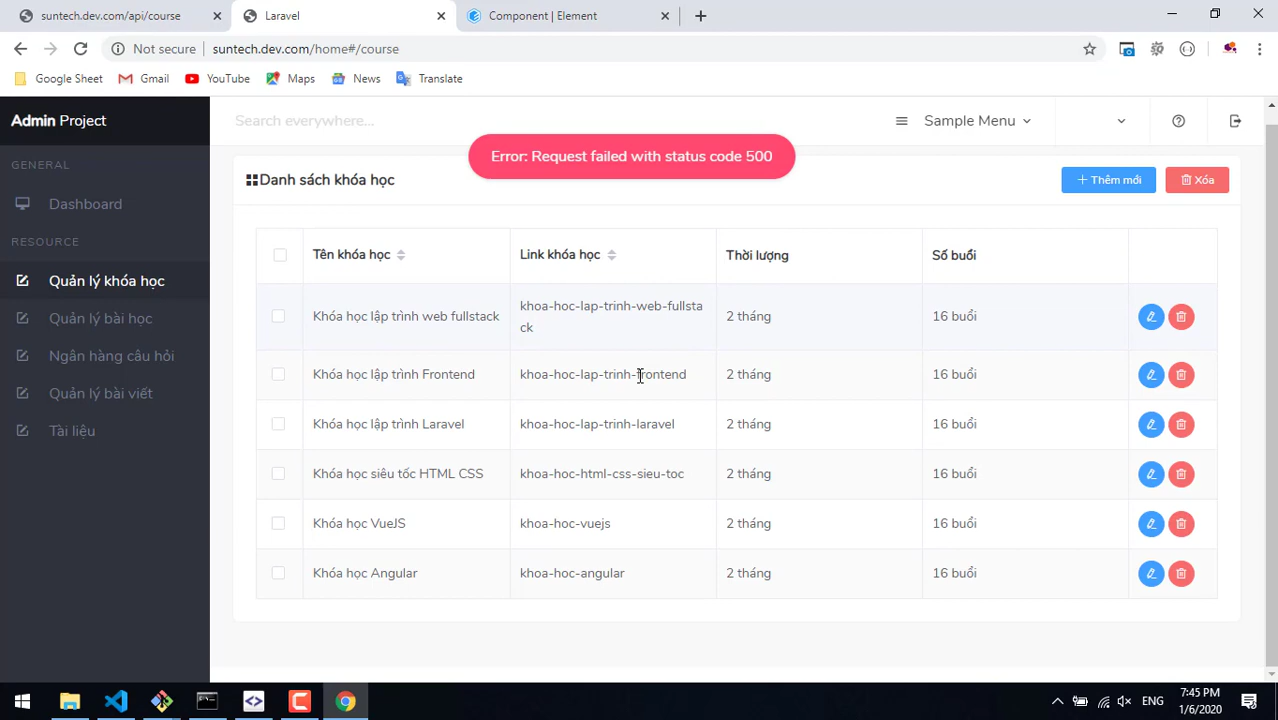 suntech.dev.com/api/course
Laravel
Component | Element
Not secure
suntech.dev.com/home#/course
Google Sheet
Gmail
YouTube
Maps
News
Translate
Admin Project
Search everywhere...
Sample Menu
Error: Request failed with status code 500
GENERAL
Dashboard
RESOURCE
Quản lý khóa học
Quản lý bài học
Ngân hàng câu hỏi
Quản lý bài viết
Tài liệu
Danh sách khóa học
Thêm mới
Xóa
Tên khóa học
Link khóa học
Thời lượng
Số buổi
Khóa học lập trình web fullstack
khoa-hoc-lap-trinh-web-fullsta
ck
2 tháng
16 buổi
Khóa học lập trình Frontend
khoa-hoc-lap-trinh-frontend
2 tháng
16 buổi
Khóa học lập trình Laravel
khoa-hoc-lap-trinh-laravel
2 tháng
16 buổi
Khóa học siêu tốc HTML CSS
khoa-hoc-html-css-sieu-toc
2 tháng
16 buổi
Khóa học VueJS
khoa-hoc-vuejs
2 tháng
16 buổi
Khóa học Angular
khoa-hoc-angular
2 tháng
16 buổi
ENG
7:45 PM
1/6/2020